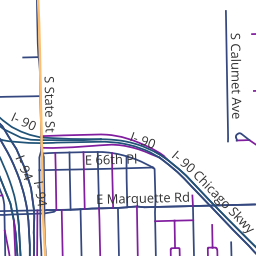 S State St
S Calumet Ave
I- 90
I- 90
E 66th Pl
I- 90 Chicago Skwy
I- 94
I- 94
E Marquette Rd